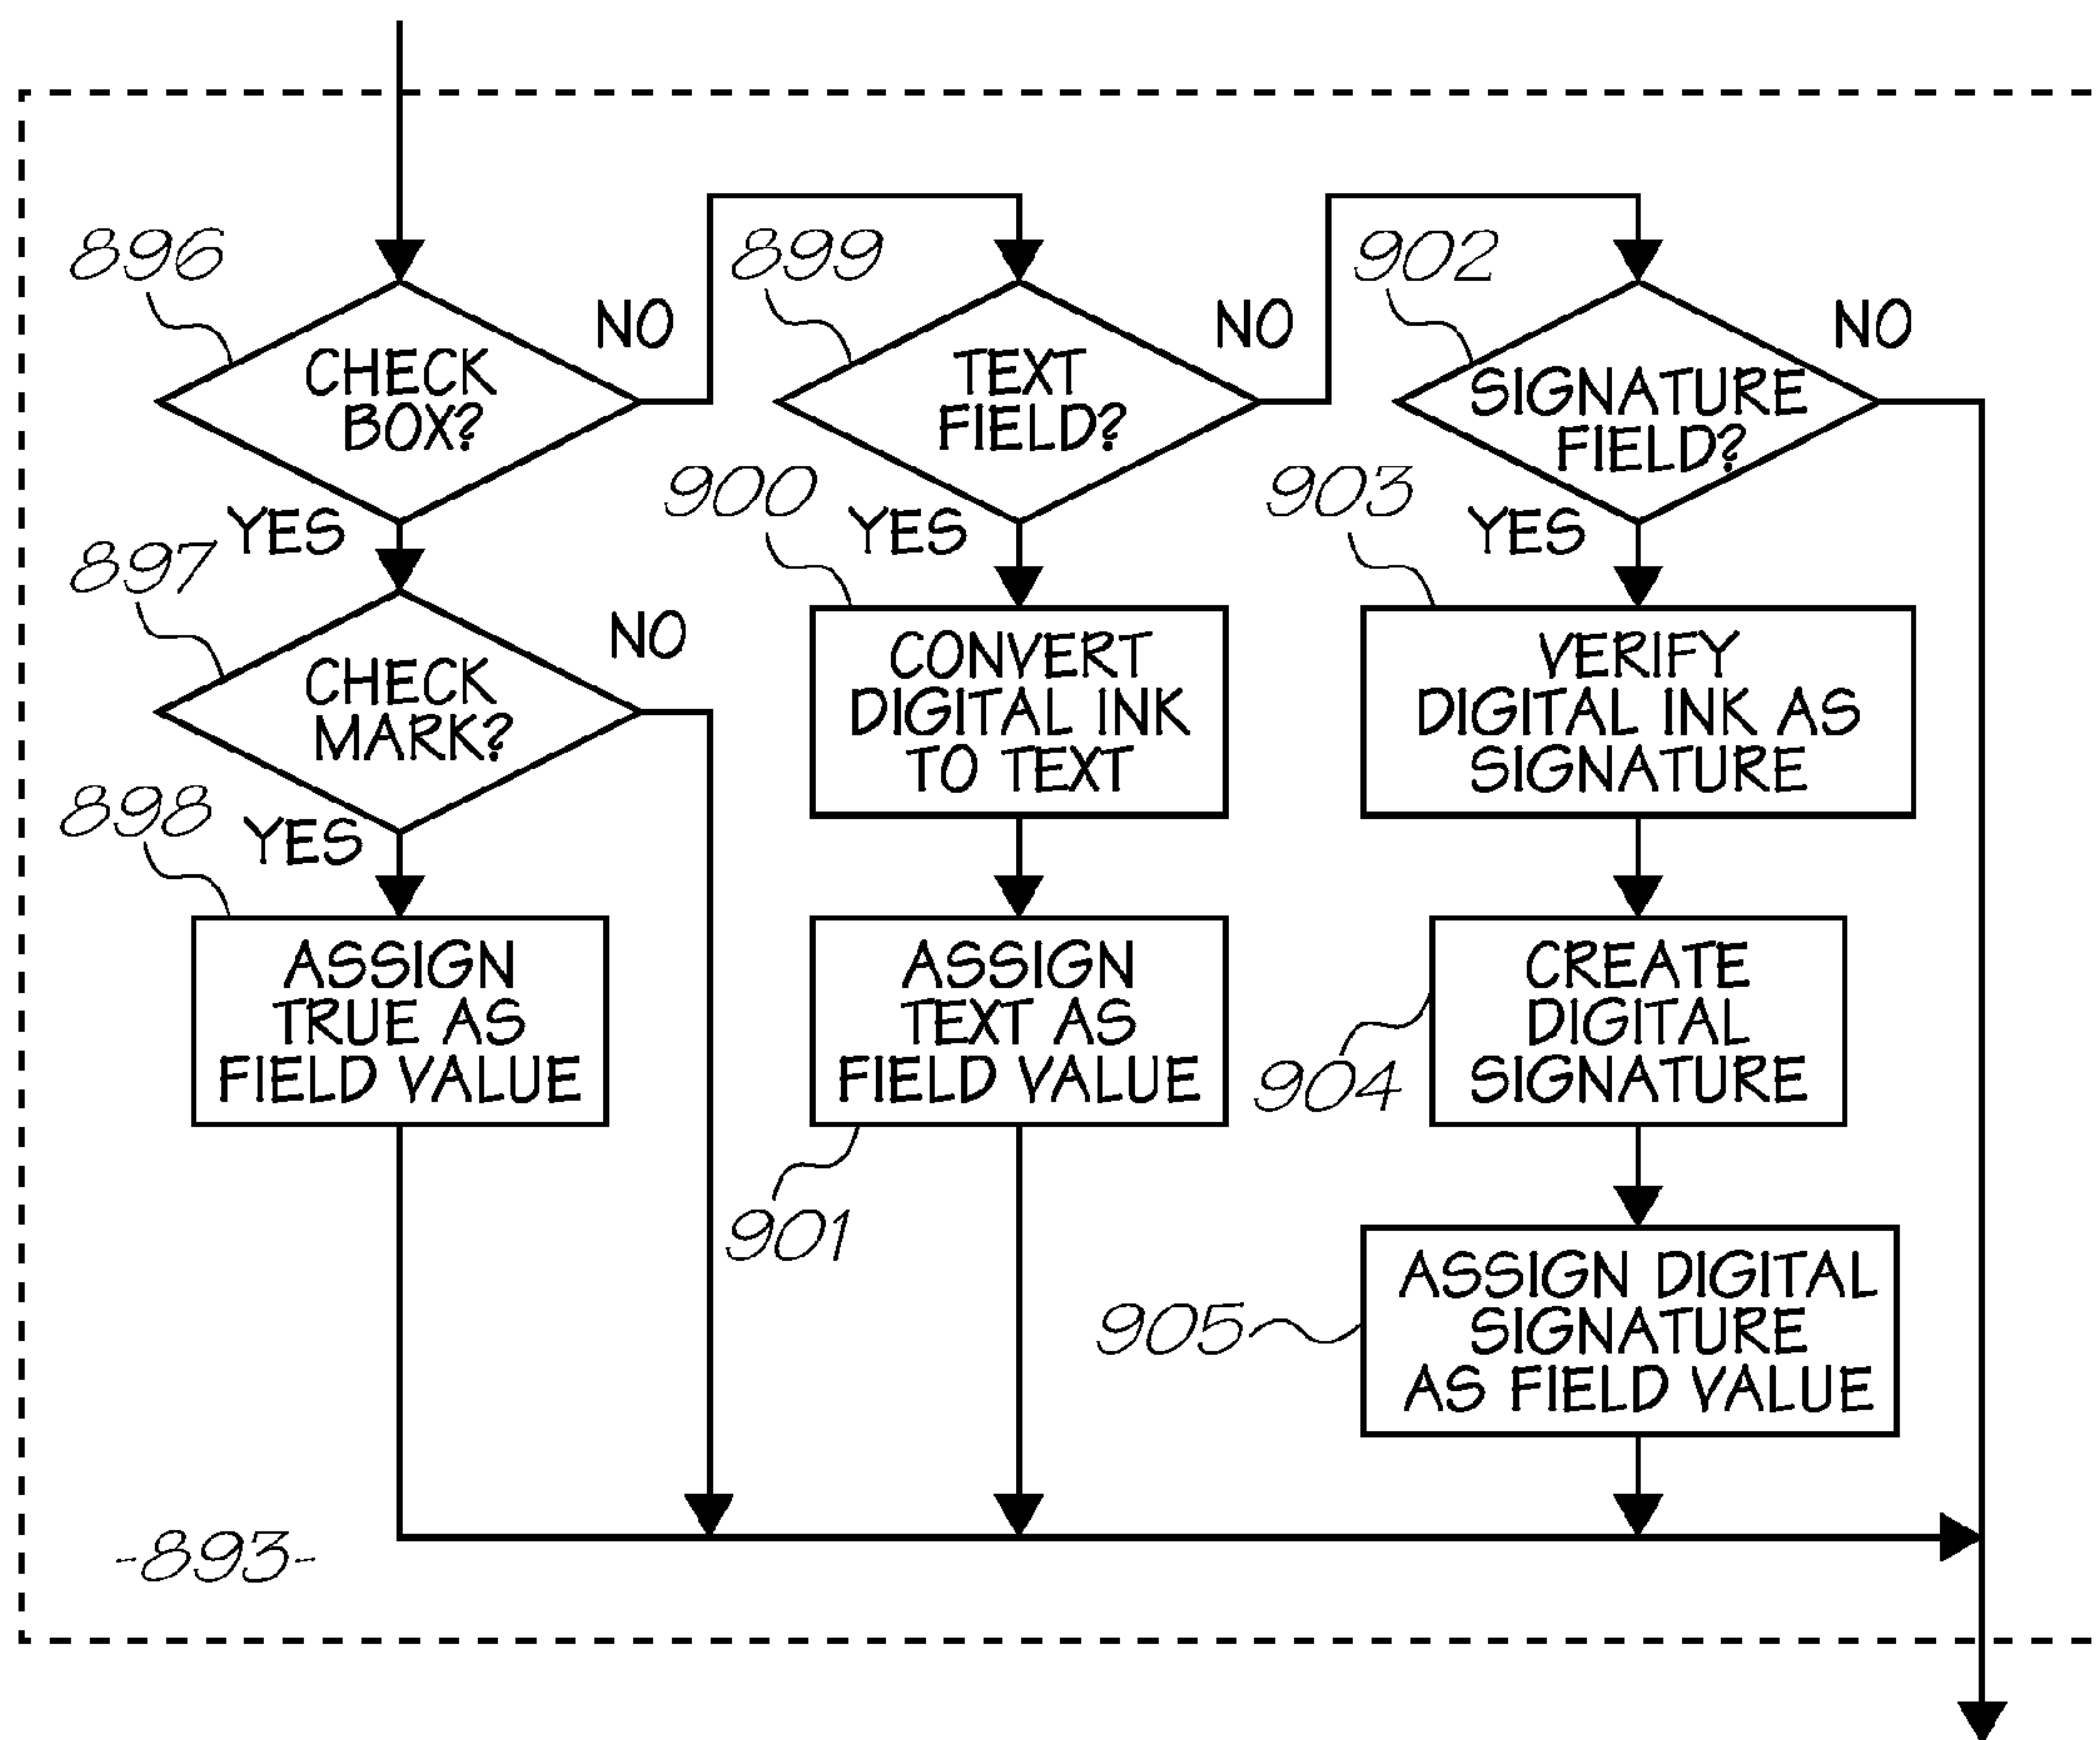 896
CHECK
BOX?
NO
YES
897
CHECK
MARK?
NO
YES
898
ASSIGN
TRUE AS
FIELD VALUE
899
TEXT
FIELD?
NO
YES
900
CONVERT
DIGITAL INK
TO TEXT
ASSIGN
TEXT AS
FIELD VALUE
901
902
SIGNATURE
FIELD?
NO
YES
903
VERIFY
DIGITAL INK AS
SIGNATURE
CREATE
DIGITAL
SIGNATURE
904
ASSIGN DIGITAL
SIGNATURE
AS FIELD VALUE
905
-893-